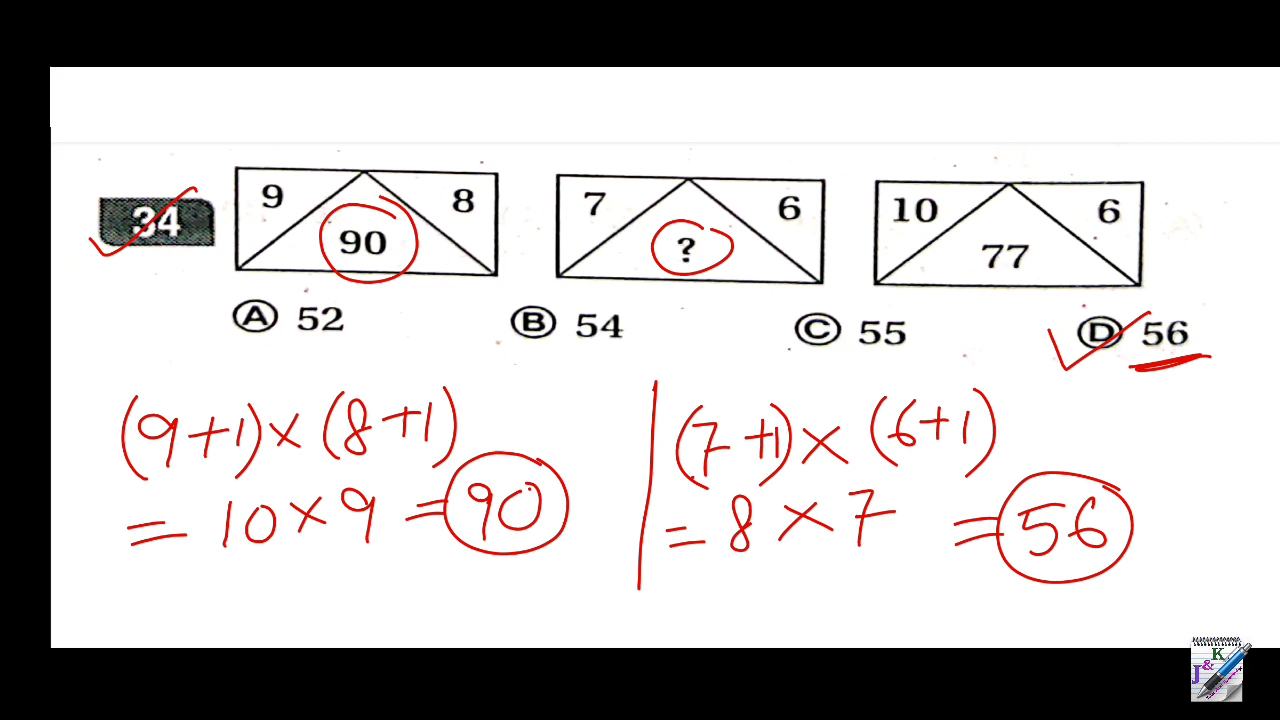 34
9 8
90
7 6
?
10 6
77
Ⓐ 52 Ⓑ 54 Ⓒ 55 Ⓓ 56
(9+1)×(8+1)
= 10×9 = 90
(7+1)×(6+1)
= 8×7 = 56
J&K